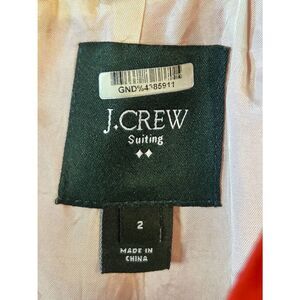 GND%4385911
J.CREW
Suiting
2
MADE IN
CHINA